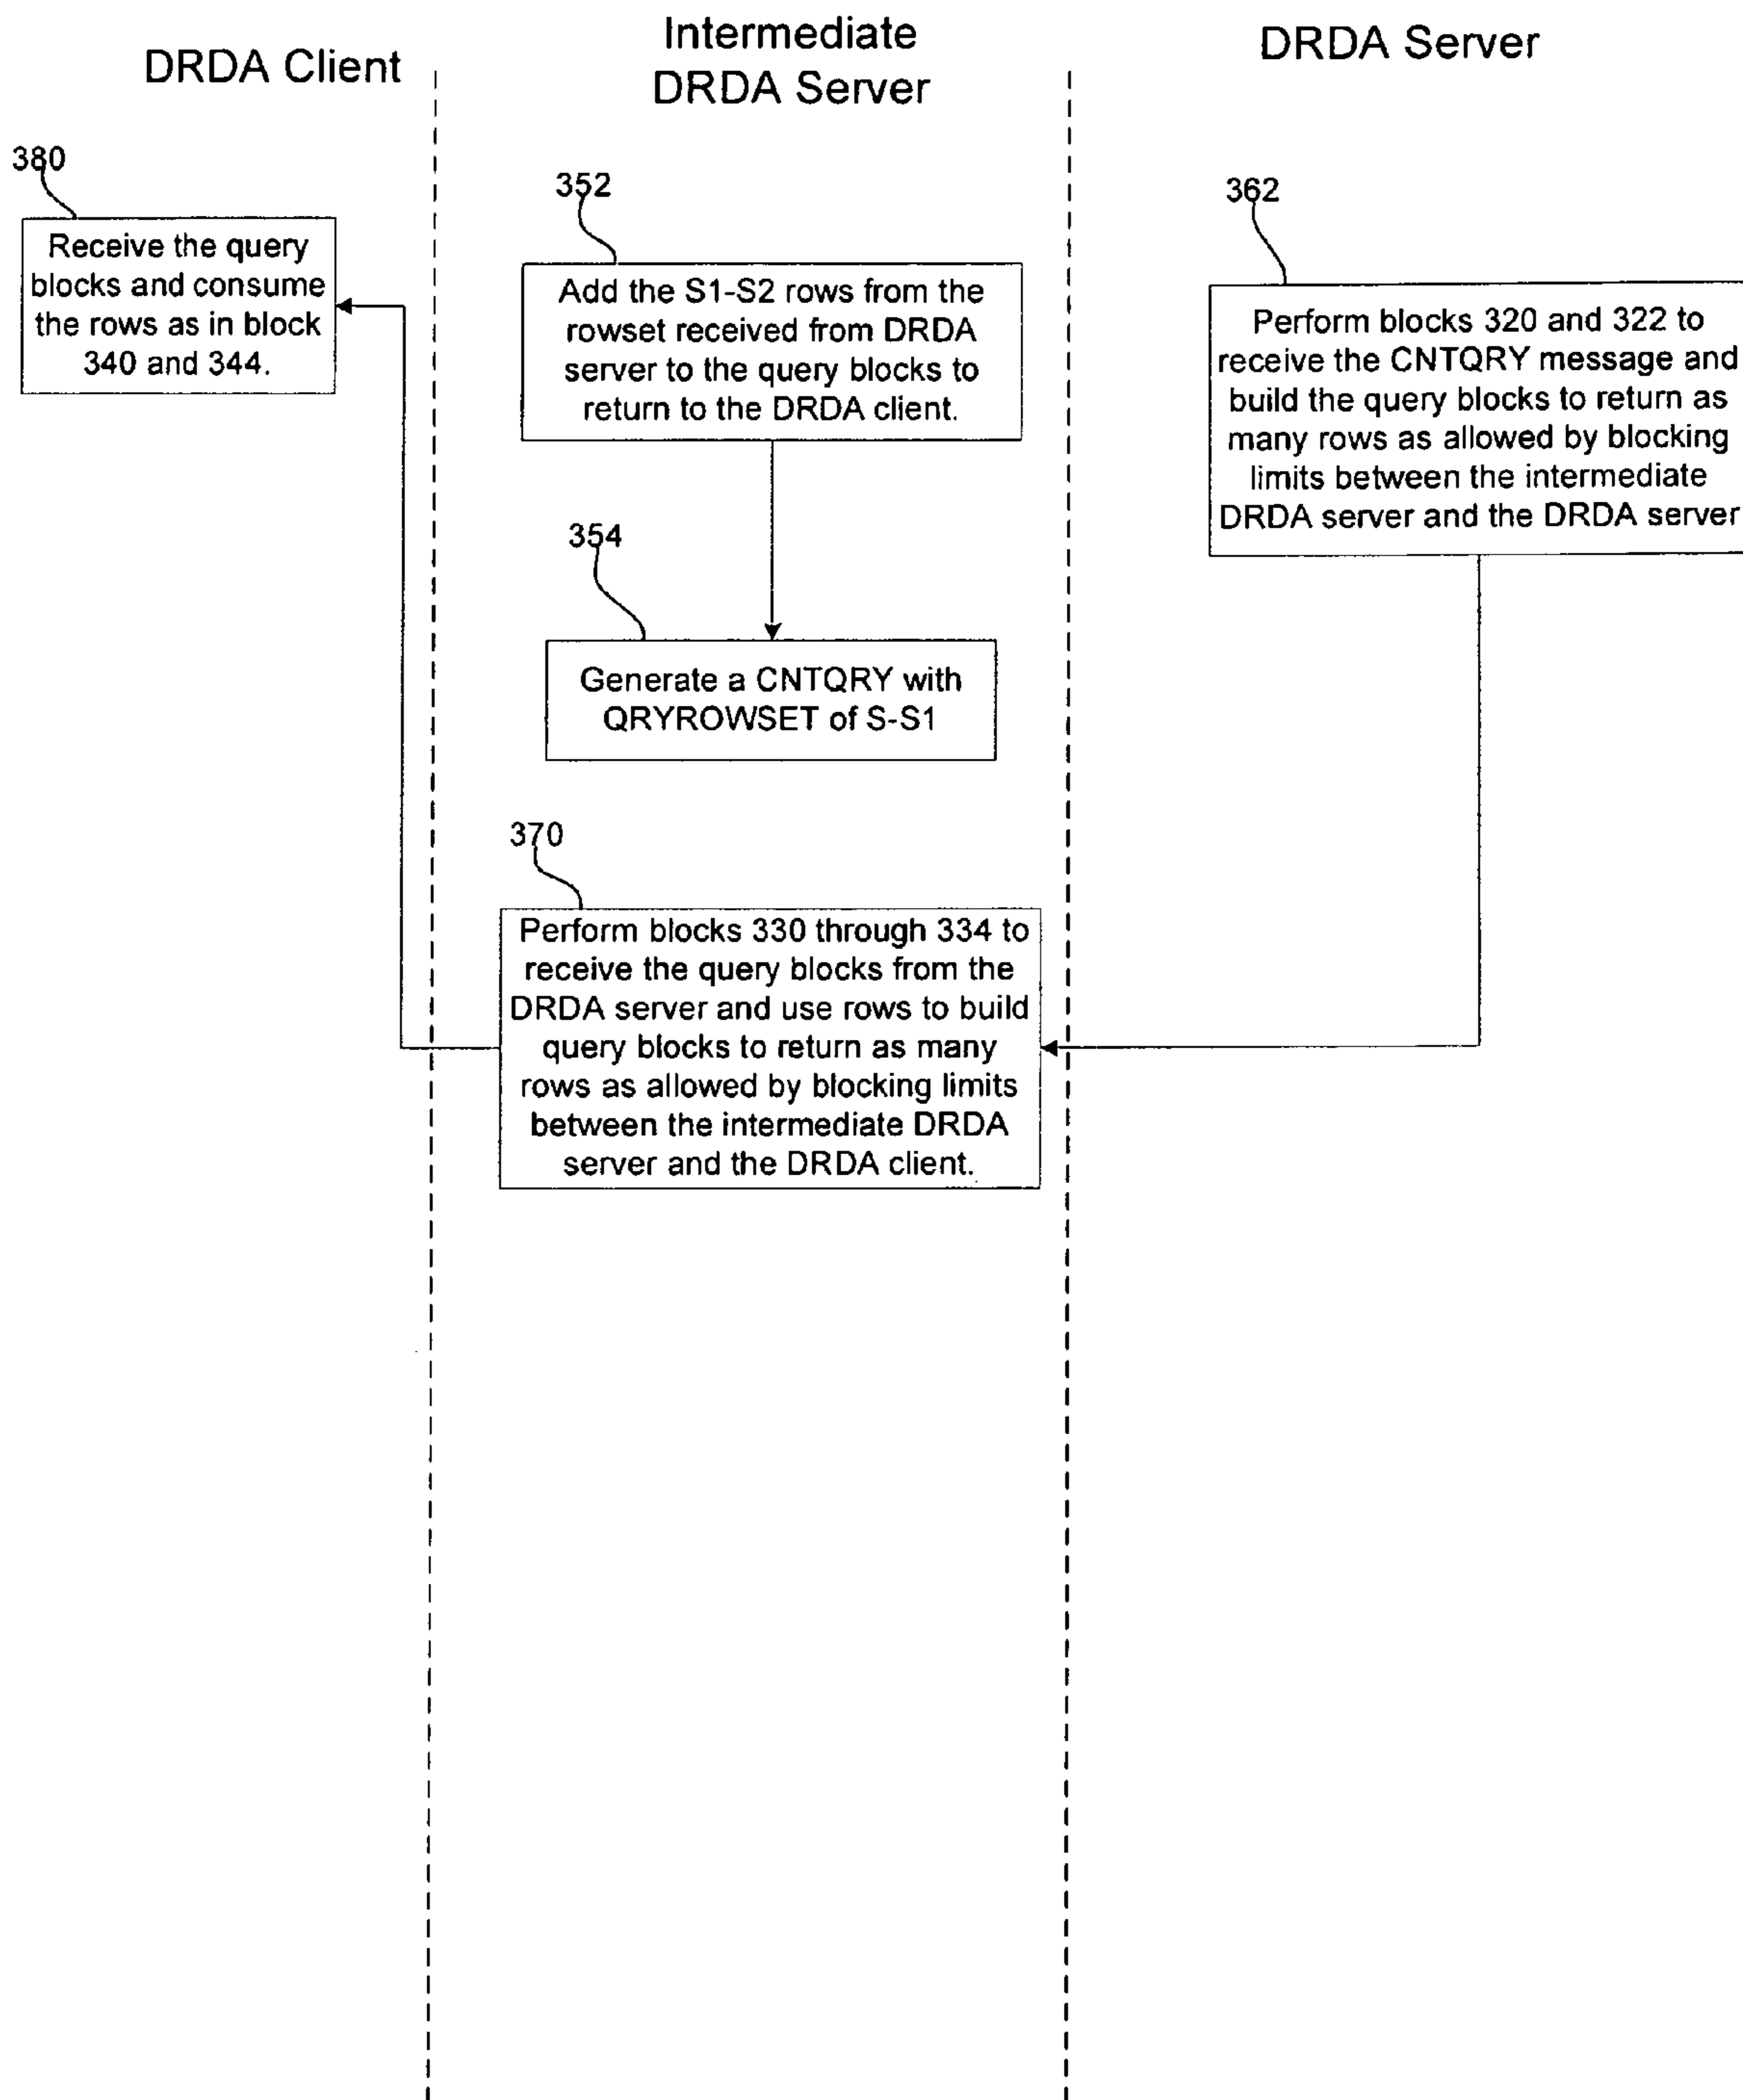 DRDA Client
Intermediate
DRDA Server
DRDA Server
380
Receive the query
blocks and consume
the rows as in block
340 and 344.
352
Add the S1-S2 rows from the
rowset received from DRDA
server to the query blocks to
return to the DRDA client.
362
Perform blocks 320 and 322 to
receive the CNTQRY message and
build the query blocks to return as
many rows as allowed by blocking
limits between the intermediate
DRDA server and the DRDA server
354
Generate a CNTQRY with
QRYROWSET of S-S1
370
Perform blocks 330 through 334 to
receive the query blocks from the
DRDA server and use rows to build
query blocks to return as many
rows as allowed by blocking limits
between the intermediate DRDA
server and the DRDA client.